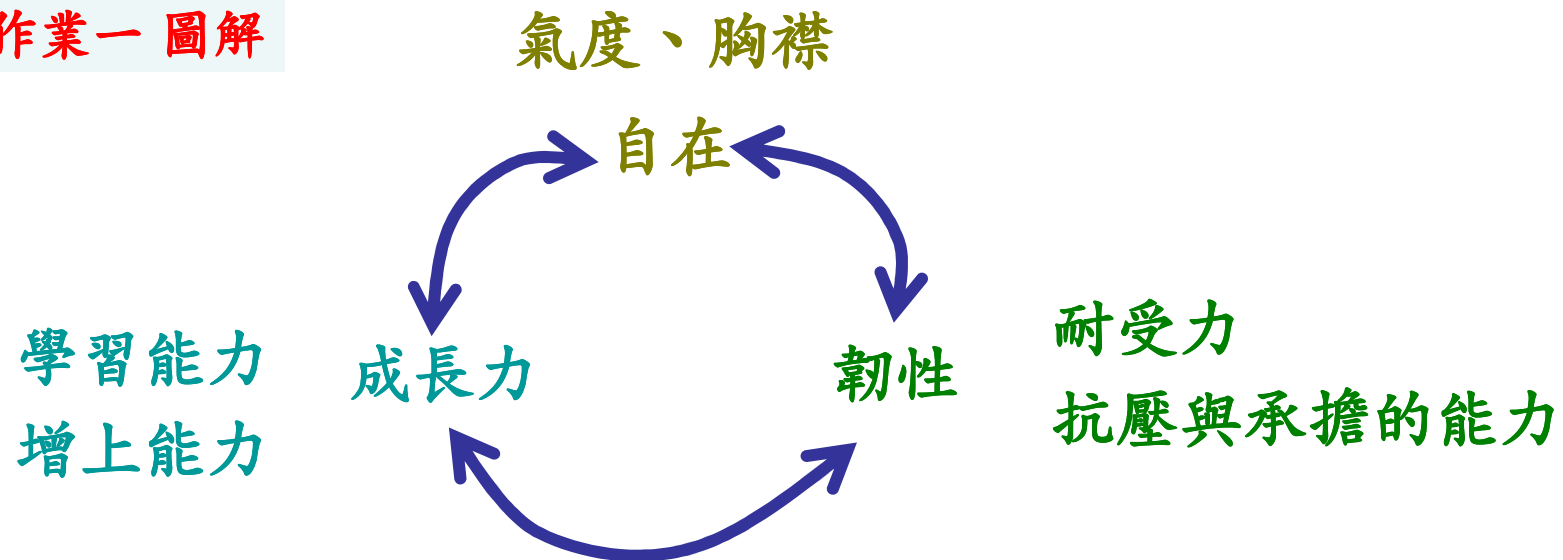 作業一 圖解
氣度、胸襟
自在
學習能力
增上能力
成長力
韌性
耐受力
抗壓與承擔的能力